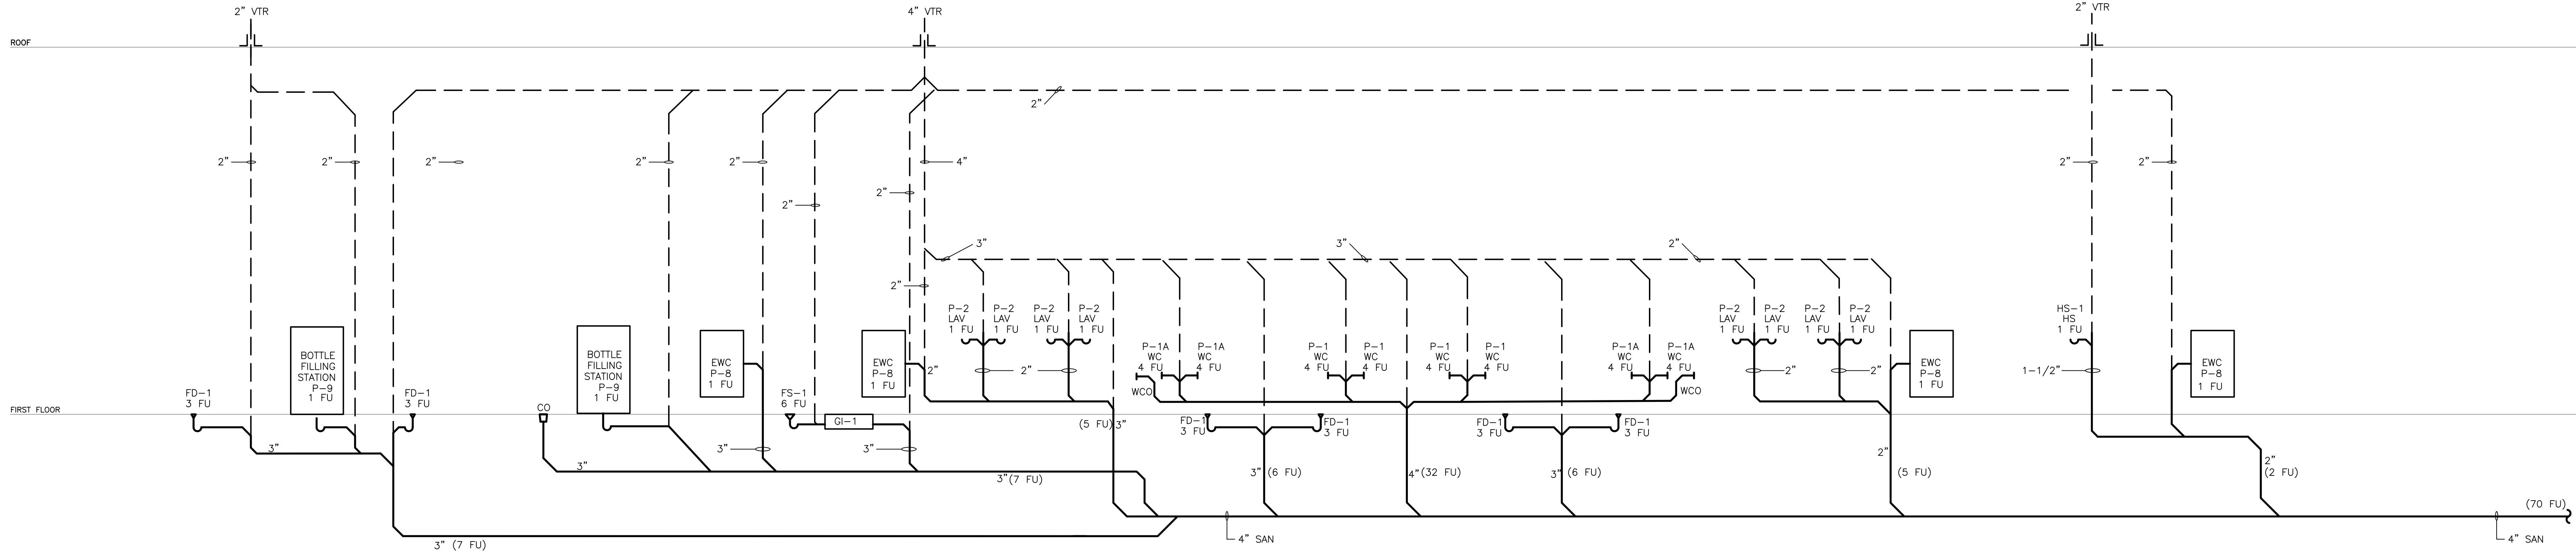 2" VTR
4" VTR
2" VTR
ROOF
2"
2"
2"
2"
2"
2"
4"
2"
2"
2"
2"
2"
3"
3"
2"
2"
P-2
LAV
1 FU
P-2
LAV
1 FU
P-2
LAV
1 FU
P-2
LAV
1 FU
P-2
LAV
1 FU
P-2
LAV
1 FU
P-2
LAV
1 FU
P-2
LAV
1 FU
HS-1
HS
1 FU
P-1A
WC
4 FU
P-1A
WC
4 FU
P-1
WC
4 FU
P-1
WC
4 FU
P-1
WC
4 FU
P-1
WC
4 FU
P-1A
WC
4 FU
P-1A
WC
4 FU
BOTTLE
FILLING
STATION
P-9
1 FU
BOTTLE
FILLING
STATION
P-9
1 FU
EWC
P-8
1 FU
EWC
P-8
1 FU
2"
2"
2"
2"
EWC
P-8
1 FU
1-1/2"
EWC
P-8
1 FU
WCO
WCO
FD-1
3 FU
FD-1
3 FU
CO
FS-1
6 FU
GI-1
FIRST FLOOR
(5 FU)
3"
FD-1
3 FU
FD-1
3 FU
FD-1
3 FU
FD-1
3 FU
3"
3"
3"
3"
3"
(7 FU)
3"
(6 FU)
4"
(32 FU)
3"
(6 FU)
2"
(5 FU)
2"
(2 FU)
(70 FU)
3" (7 FU)
4" SAN
4" SAN